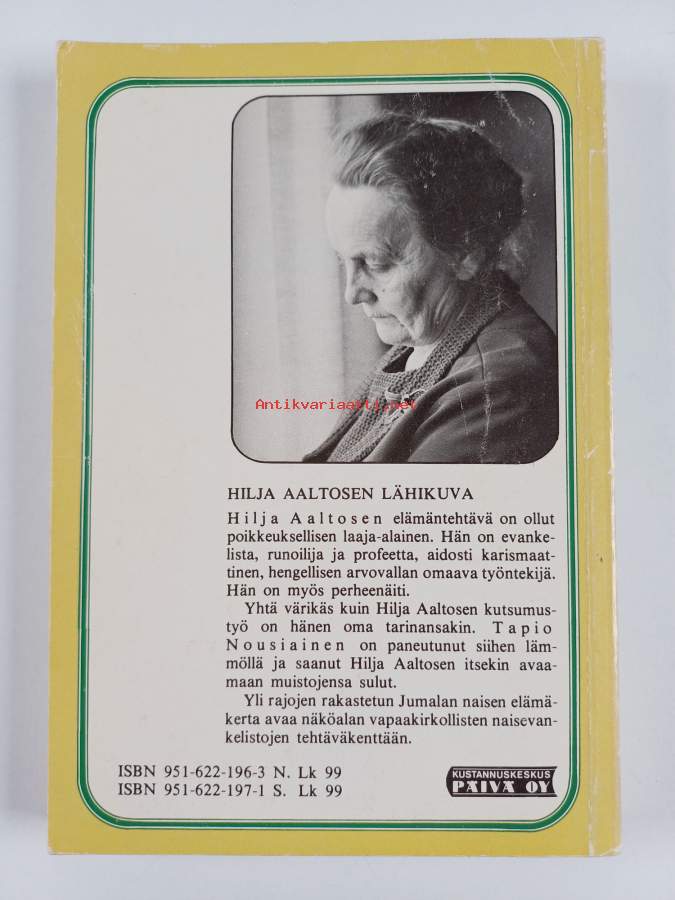 Antikvariaatti.net
HILJA AALTOSEN LÄHIKUVA
Hilja Aaltosen elämäntehtävä on ollut
poikkeuksellisen laaja-alainen. Hän on evanke-
lista, runoilija ja profeetta, aidosti karismaat-
tinen, hengellisen arvovallan omaava työntekijä.
Hän on myös perheenäiti.
Yhtä värikäs kuin Hilja Aaltosen kutsumus-
työ on hänen oma tarinansakin. Tapio
Nousiainen on paneutunut siihen läm-
möllä ja saanut Hilja Aaltosen itsekin avaa-
maan muistojensa sulut.
Yli rajojen rakastetun Jumalan naisen elämä-
kerta avaa näköalan vapaakirkollisten naisevan-
kelistojen tehtäväkenttään.
ISBN 951-622-196-3 N. Lk 99
ISBN 951-622-197-1 S. Lk 99
KUSTANNUSKESKUS
PÄIVÄ OY